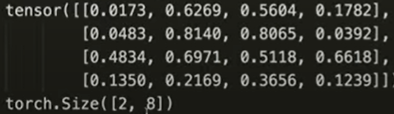 tensor([[0.0173, 0.6269, 0.5604, 0.1782],
[0.0483, 0.8140, 0.8065, 0.0392],
[0.4834, 0.6971, 0.5118, 0.6618],
[0.1350, 0.2169, 0.3656, 0.1239]])
torch.Size([2, 8])